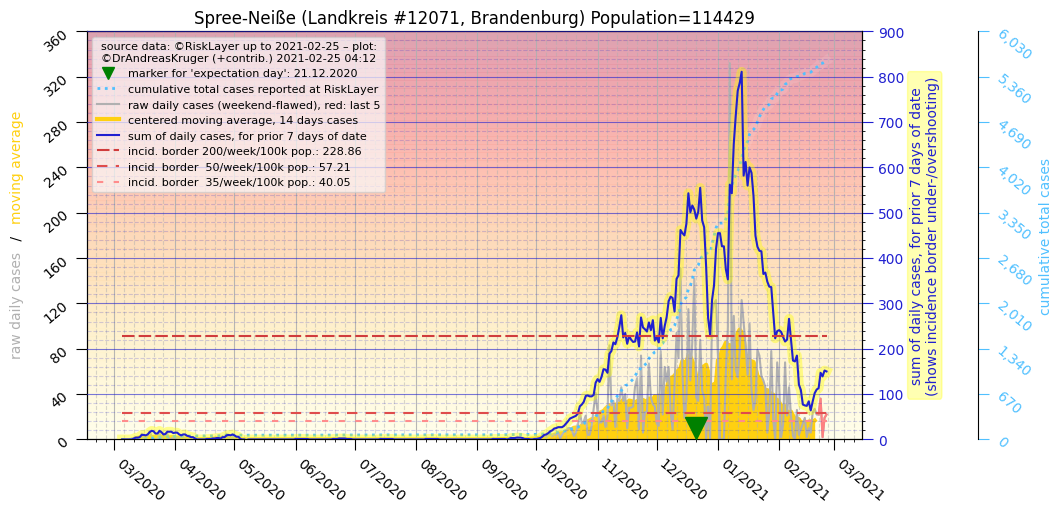 Spree-Neiße (Landkreis #12071, Brandenburg) Population=114429
source data: ©RiskLayer up to 2021-02-25 – plot:
©DrAndreasKruger (+contrib.) 2021-02-25 04:12
marker for 'expectation day': 21.12.2020
cumulative total cases reported at RiskLayer
raw daily cases (weekend-flawed), red: last 5
centered moving average, 14 days cases
sum of daily cases, for prior 7 days of date
incid. border 200/week/100k pop.: 228.86
incid. border  50/week/100k pop.: 57.21
incid. border  35/week/100k pop.: 40.05
raw daily cases / moving average
360
320
280
240
200
160
120
80
40
0
900
800
700
600
500
400
300
200
100
0
sum of daily cases, for prior 7 days of date
(shows incidence border under-/overshooting)
6,030
5,360
4,690
4,020
3,350
2,680
2,010
1,340
670
0
cumulative total cases
03/2020
04/2020
05/2020
06/2020
07/2020
08/2020
09/2020
10/2020
11/2020
12/2020
01/2021
02/2021
03/2021